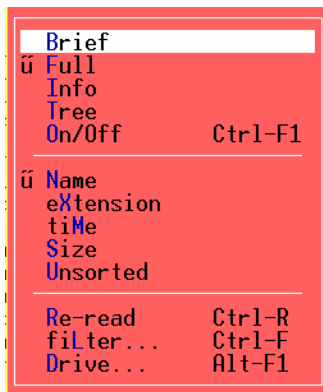 Brief
ű Full
Info
Tree
On/Off Ctrl-F1
ű Name
eXtension
tiMe
Size
Unsorted
Re-read Ctrl-R
fiLter... Ctrl-F
Drive... Alt-F1